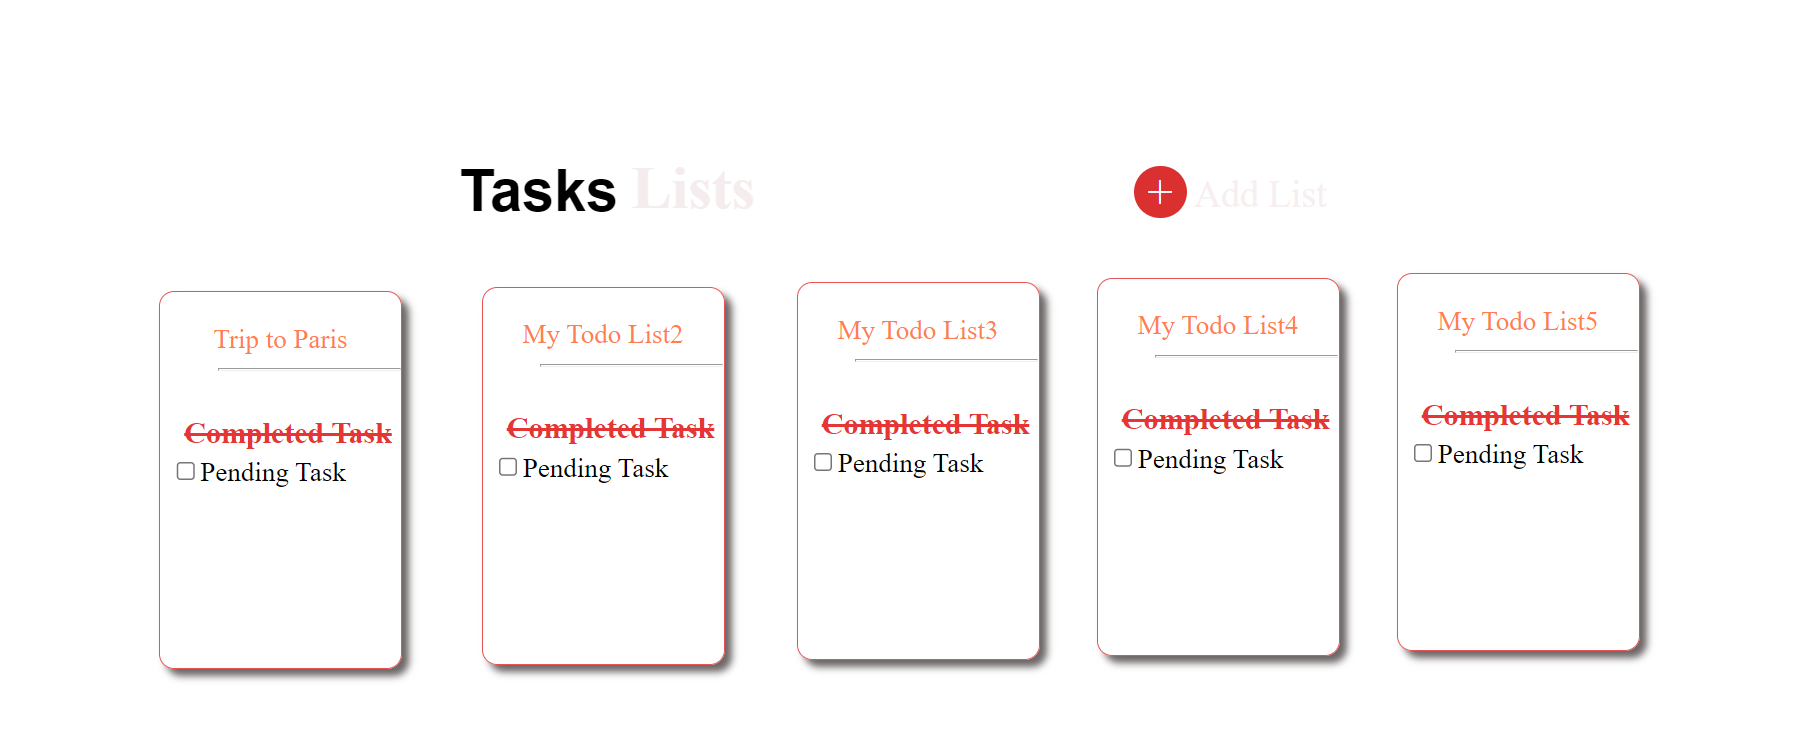 Tasks Lists
Add List
Trip to Paris
Completed Task
Pending Task
My Todo List2
Completed Task
Pending Task
My Todo List3
Completed Task
Pending Task
My Todo List4
Completed Task
Pending Task
My Todo List5
Completed Task
Pending Task